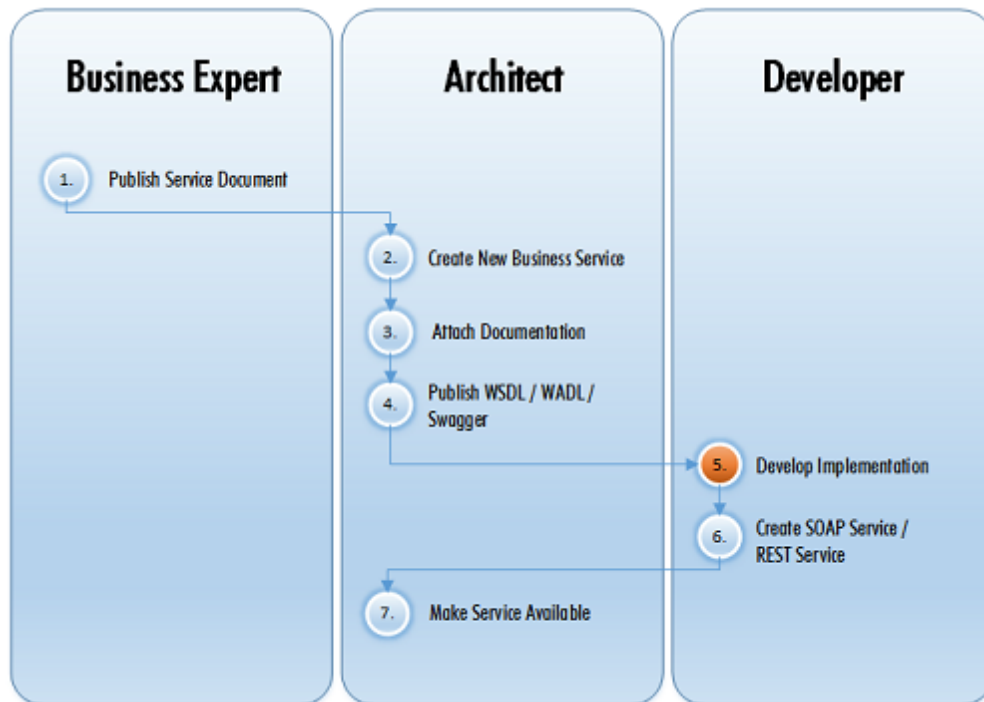 Business Expert
Architect
Developer
1.
Publish Service Document
2.
Create New Business Service
3.
Attach Documentation
4.
Publish WSDL / WADL /
Swagger
5.
Develop Implementation
6.
Create SOAP Service /
REST Service
7.
Make Service Available